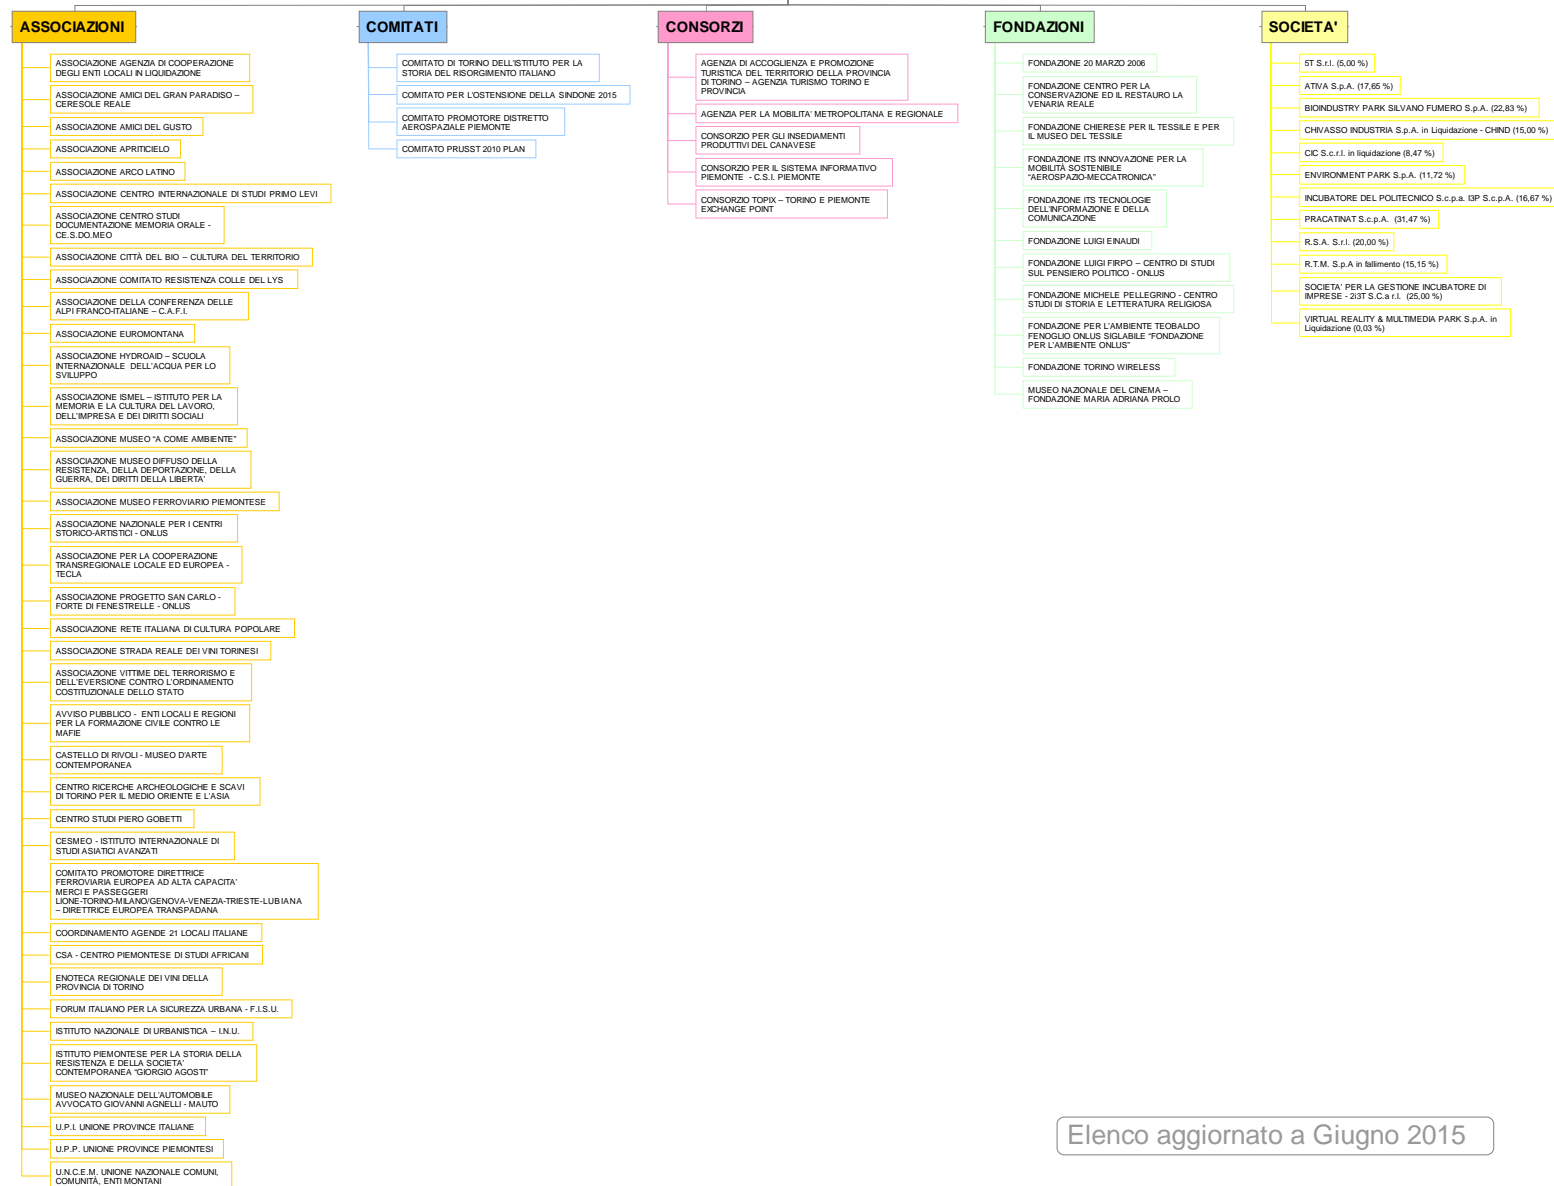 ASSOCIAZIONI
ASSOCIAZIONE AGENZIA DI COOPERAZIONE
DEGLI ENTI LOCALI IN LIQUIDAZIONE
ASSOCIAZIONE AMICI DEL GRAN PARADISO –
CERESOLE REALE
ASSOCIAZIONE AMICI DEL GUSTO
ASSOCIAZIONE APRITICIELO
ASSOCIAZIONE ARCO LATINO
ASSOCIAZIONE CENTRO INTERNAZIONALE DI STUDI PRIMO LEVI
ASSOCIAZIONE CENTRO STUDI
DOCUMENTAZIONE MEMORIA ORALE -
CE.S.DO.MEO
ASSOCIAZIONE CITTÀ DEL BIO – CULTURA DEL TERRITORIO
ASSOCIAZIONE COMITATO RESISTENZA COLLE DEL LYS
ASSOCIAZIONE DELLA CONFERENZA DELLE
ALPI FRANCO-ITALIANE – C.A.F.I.
ASSOCIAZIONE EUROMONTANA
ASSOCIAZIONE HYDROAID – SCUOLA
INTERNAZIONALE DELL'ACQUA PER LO
SVILUPPO
ASSOCIAZIONE ISMEL – ISTITUTO PER LA
MEMORIA E LA CULTURA DEL LAVORO,
DELL'IMPRESA E DEI DIRITTI SOCIALI
ASSOCIAZIONE MUSEO “A COME AMBIENTE”
ASSOCIAZIONE MUSEO DIFFUSO DELLA
RESISTENZA, DELLA DEPORTAZIONE, DELLA
GUERRA, DEI DIRITTI DELLA LIBERTA'
ASSOCIAZIONE MUSEO FERROVIARIO PIEMONTESE
ASSOCIAZIONE NAZIONALE PER I CENTRI
STORICO-ARTISTICI - ONLUS
ASSOCIAZIONE PER LA COOPERAZIONE
TRANSREGIONALE LOCALE ED EUROPEA -
TECLA
ASSOCIAZIONE PROGETTO SAN CARLO -
FORTE DI FENESTRELLE - ONLUS
ASSOCIAZIONE RETE ITALIANA DI CULTURA POPOLARE
ASSOCIAZIONE STRADA REALE DEI VINI TORINESI
ASSOCIAZIONE VITTIME DEL TERRORISMO E
DELL'EVERSIONE CONTRO L'ORDINAMENTO
COSTITUZIONALE DELLO STATO
AVVISO PUBBLICO - ENTI LOCALI E REGIONI
PER LA FORMAZIONE CIVILE CONTRO LE
MAFIE
CASTELLO DI RIVOLI - MUSEO D'ARTE
CONTEMPORANEA
CENTRO RICERCHE ARCHEOLOGICHE E SCAVI
DI TORINO PER IL MEDIO ORIENTE E L'ASIA
CENTRO STUDI PIERO GOBETTI
CESMEO - ISTITUTO INTERNAZIONALE DI
STUDI ASIATICI AVANZATI
COMITATO PROMOTORE DIRETTRICE
FERROVIARIA EUROPEA AD ALTA CAPACITA'
MERCI E PASSEGGERI
LIONE-TORINO-MILANO/GENOVA-VENEZIA-TRIESTE-LUBIANA
– DIRETTRICE EUROPEA TRANSPADANA
COORDINAMENTO AGENDE 21 LOCALI ITALIANE
CSA - CENTRO PIEMONTESE DI STUDI AFRICANI
ENOTECA REGIONALE DEI VINI DELLA
PROVINCIA DI TORINO
FORUM ITALIANO PER LA SICUREZZA URBANA - F.I.S.U.
ISTITUTO NAZIONALE DI URBANISTICA – I.N.U.
ISTITUTO PIEMONTESE PER LA STORIA DELLA
RESISTENZA E DELLA SOCIETA'
CONTEMPORANEA “GIORGIO AGOSTI”
MUSEO NAZIONALE DELL'AUTOMOBILE
AVVOCATO GIOVANNI AGNELLI - MAUTO
U.P.I. UNIONE PROVINCE ITALIANE
U.P.P. UNIONE PROVINCE PIEMONTESI
U.N.C.E.M. UNIONE NAZIONALE COMUNI,
COMUNITÀ, ENTI MONTANI
COMITATI
COMITATO DI TORINO DELL'ISTITUTO PER LA
STORIA DEL RISORGIMENTO ITALIANO
COMITATO PER L'OSTENSIONE DELLA SINDONE 2015
COMITATO PROMOTORE DISTRETTO
AEROSPAZIALE PIEMONTE
COMITATO PRUSST 2010 PLAN
CONSORZI
AGENZIA DI ACCOGLIENZA E PROMOZIONE
TURISTICA DEL TERRITORIO DELLA PROVINCIA
DI TORINO – AGENZIA TURISMO TORINO E
PROVINCIA
AGENZIA PER LA MOBILITA' METROPOLITANA E REGIONALE
CONSORZIO PER GLI INSEDIAMENTI
PRODUTTIVI DEL CANAVESE
CONSORZIO PER IL SISTEMA INFORMATIVO
PIEMONTE - C.S.I. PIEMONTE
CONSORZIO TOPIX – TORINO E PIEMONTE
EXCHANGE POINT
FONDAZIONI
FONDAZIONE 20 MARZO 2006
FONDAZIONE CENTRO PER LA
CONSERVAZIONE ED IL RESTAURO LA
VENARIA REALE
FONDAZIONE CHIERESE PER IL TESSILE E PER
IL MUSEO DEL TESSILE
FONDAZIONE ITS INNOVAZIONE PER LA
MOBILITÀ SOSTENIBILE
“AEROSPAZIO-MECCATRONICA”
FONDAZIONE ITS TECNOLOGIE
DELL'INFORMAZIONE E DELLA
COMUNICAZIONE
FONDAZIONE LUIGI EINAUDI
FONDAZIONE LUIGI FIRPO – CENTRO DI STUDI
SUL PENSIERO POLITICO - ONLUS
FONDAZIONE MICHELE PELLEGRINO - CENTRO
STUDI DI STORIA E LETTERATURA RELIGIOSA
FONDAZIONE PER L'AMBIENTE TEOBALDO
FENOGLIO ONLUS SIGLABILE “FONDAZIONE
PER L'AMBIENTE ONLUS”
FONDAZIONE TORINO WIRELESS
MUSEO NAZIONALE DEL CINEMA –
FONDAZIONE MARIA ADRIANA PROLO
SOCIETA'
5T S.r.l. (5,00 %)
ATIVA S.p.A. (17,65 %)
BIOINDUSTRY PARK SILVANO FUMERO S.p.A. (22,83 %)
CHIVASSO INDUSTRIA S.p.A. in Liquidazione - CHIND (15,00 %)
CIC S.c.r.l. in liquidazione (8,47 %)
ENVIRONMENT PARK S.p.A. (11,72 %)
INCUBATORE DEL POLITECNICO S.c.p.a. I3P S.c.p.A. (16,67 %)
PRACATINAT S.c.p.A. (31,47 %)
R.S.A. S.r.l. (20,00 %)
R.T.M. S.p.A in fallimento (15,15 %)
SOCIETA' PER LA GESTIONE INCUBATORE DI
IMPRESE - 2i3T S.C.a r.l. (25,00 %)
VIRTUAL REALITY & MULTIMEDIA PARK S.p.A. in
Liquidazione (0,03 %)
Elenco aggiornato a Giugno 2015